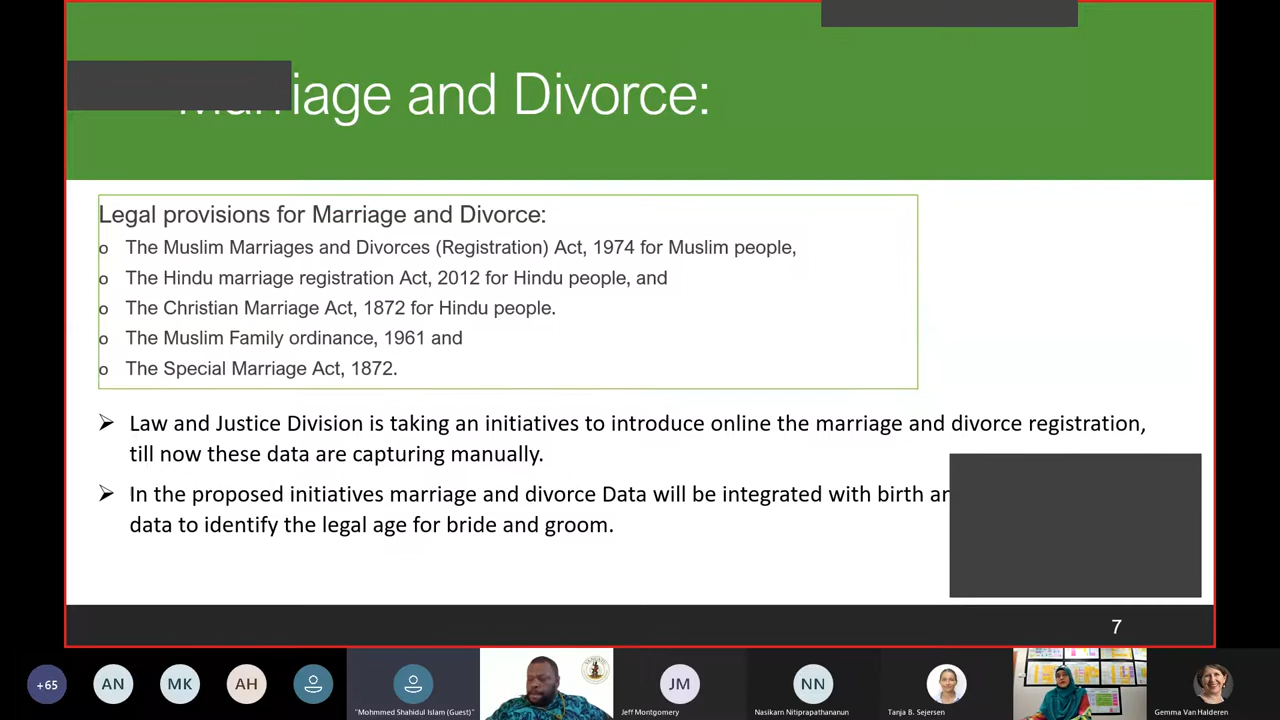 iage and Divorce:
Legal provisions for Marriage and Divorce:
o The Muslim Marriages and Divorces (Registration) Act, 1974 for Muslim people,
o The Hindu marriage registration Act, 2012 for Hindu people, and
o The Christian Marriage Act, 1872 for Hindu people.
o The Muslim Family ordinance, 1961 and
o The Special Marriage Act, 1872.
➢ Law and Justice Division is taking an initiatives to introduce online the marriage and divorce registration,
till now these data are capturing manually.
➢ In the proposed initiatives marriage and divorce Data will be integrated with birth
data to identify the legal age for bride and groom.
7
+65
AN
MK
AH
"Mohmmed Shahidul Islam (Guest)"
JM
Jeff Montgomery
NN
Nasikarn Nitiprapathananun
Tanja B. Sejersen
Gemma Van Halderen